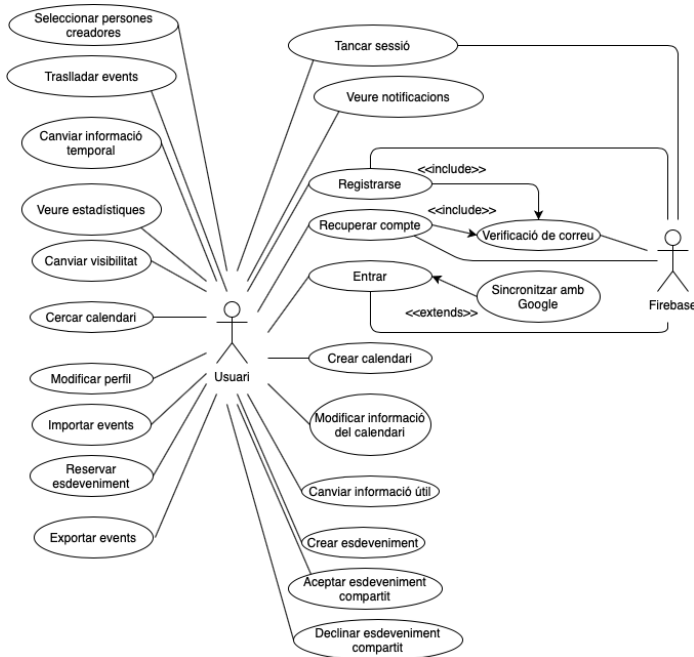 Seleccionar persones
creadores
Traslladar events
Canviar informació
temporal
Veure estadístiques
Canviar visibilitat
Cercar calendari
Modificar perfil
Importar events
Reservar
esdeveniment
Exportar events
Usuari
Tancar sessió
Veure notificacions
<<include>>
Registrarse
<<include>>
Recuperar compte
Verificació de correu
Entrar
Sincronitzar amb
Google
<<extends>>
Firebase
Crear calendari
Modificar informació
del calendari
Canviar informació útil
Crear esdeveniment
Aceptar esdeveniment
compartit
Declinar esdeveniment
compartit